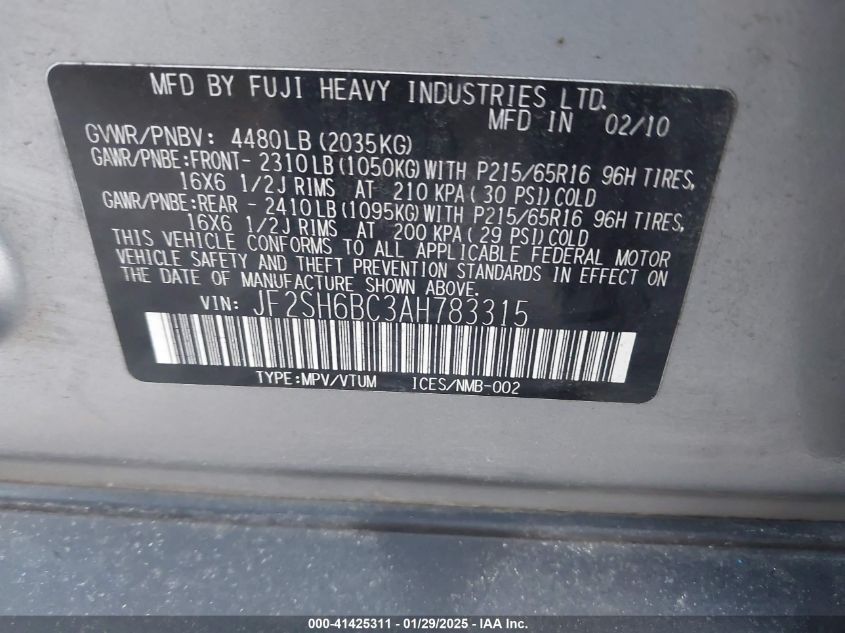 MFD BY FUJI HEAVY INDUSTRIES LTD.
MFD IN 02/10
GVWR/PNBV: 4480LB(2035KG)
GAWR/PNBE:FRONT- 2310LB(1050KG)WITH P215/65R16 96H TIRES,
16X6 1/2J RIMS AT 210 KPA(30 PSI)COLD
GAWR/PNBE:REAR - 2410LB(1095KG)WITH P215/65R16 96H TIRES,
16X6 1/2J RIMS AT 200 KPA(29 PSI)COLD
THIS VEHICLE CONFORMS TO ALL APPLICABLE FEDERAL MOTOR
VEHICLE SAFETY AND THEFT PREVENTION STANDARDS IN EFFECT ON
THE DATE OF MANUFACTURE SHOWN ABOVE.
VIN: JF2SH6BC3AH783315
TYPE:MPV/VTUM ICES/NMB-002
000-41425311 - 01/29/2025 - IAA Inc.